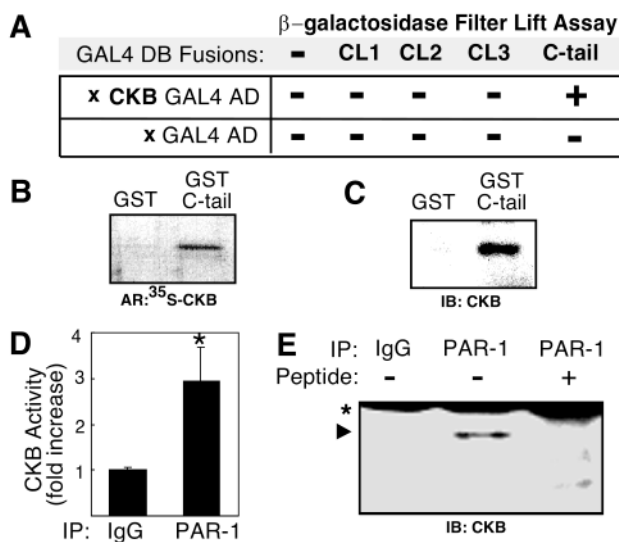 A
β-galactosidase Filter Lift Assay
GAL4 DB Fusions: - CL1 CL2 CL3 C-tail
x CKB GAL4 AD - - - - +
x GAL4 AD - - - - -
B
GST GST C-tail
AR:35S-CKB
C
GST GST C-tail
IB: CKB
D
CKB Activity (fold increase)
4
3
2
1
*
IP: IgG PAR-1
E
IP: IgG PAR-1 PAR-1
Peptide: - - +
*
IB: CKB